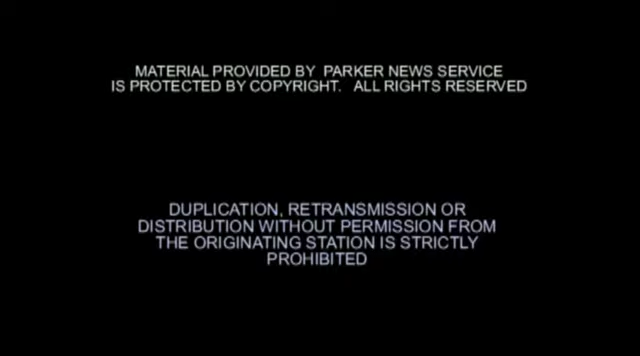 MATERIAL PROVIDED BY  PARKER NEWS SERVICE
IS PROTECTED BY COPYRIGHT.   ALL RIGHTS RESERVED
DUPLICATION, RETRANSMISSION OR
DISTRIBUTION WITHOUT PERMISSION FROM
THE ORIGINATING STATION IS STRICTLY
PROHIBITED